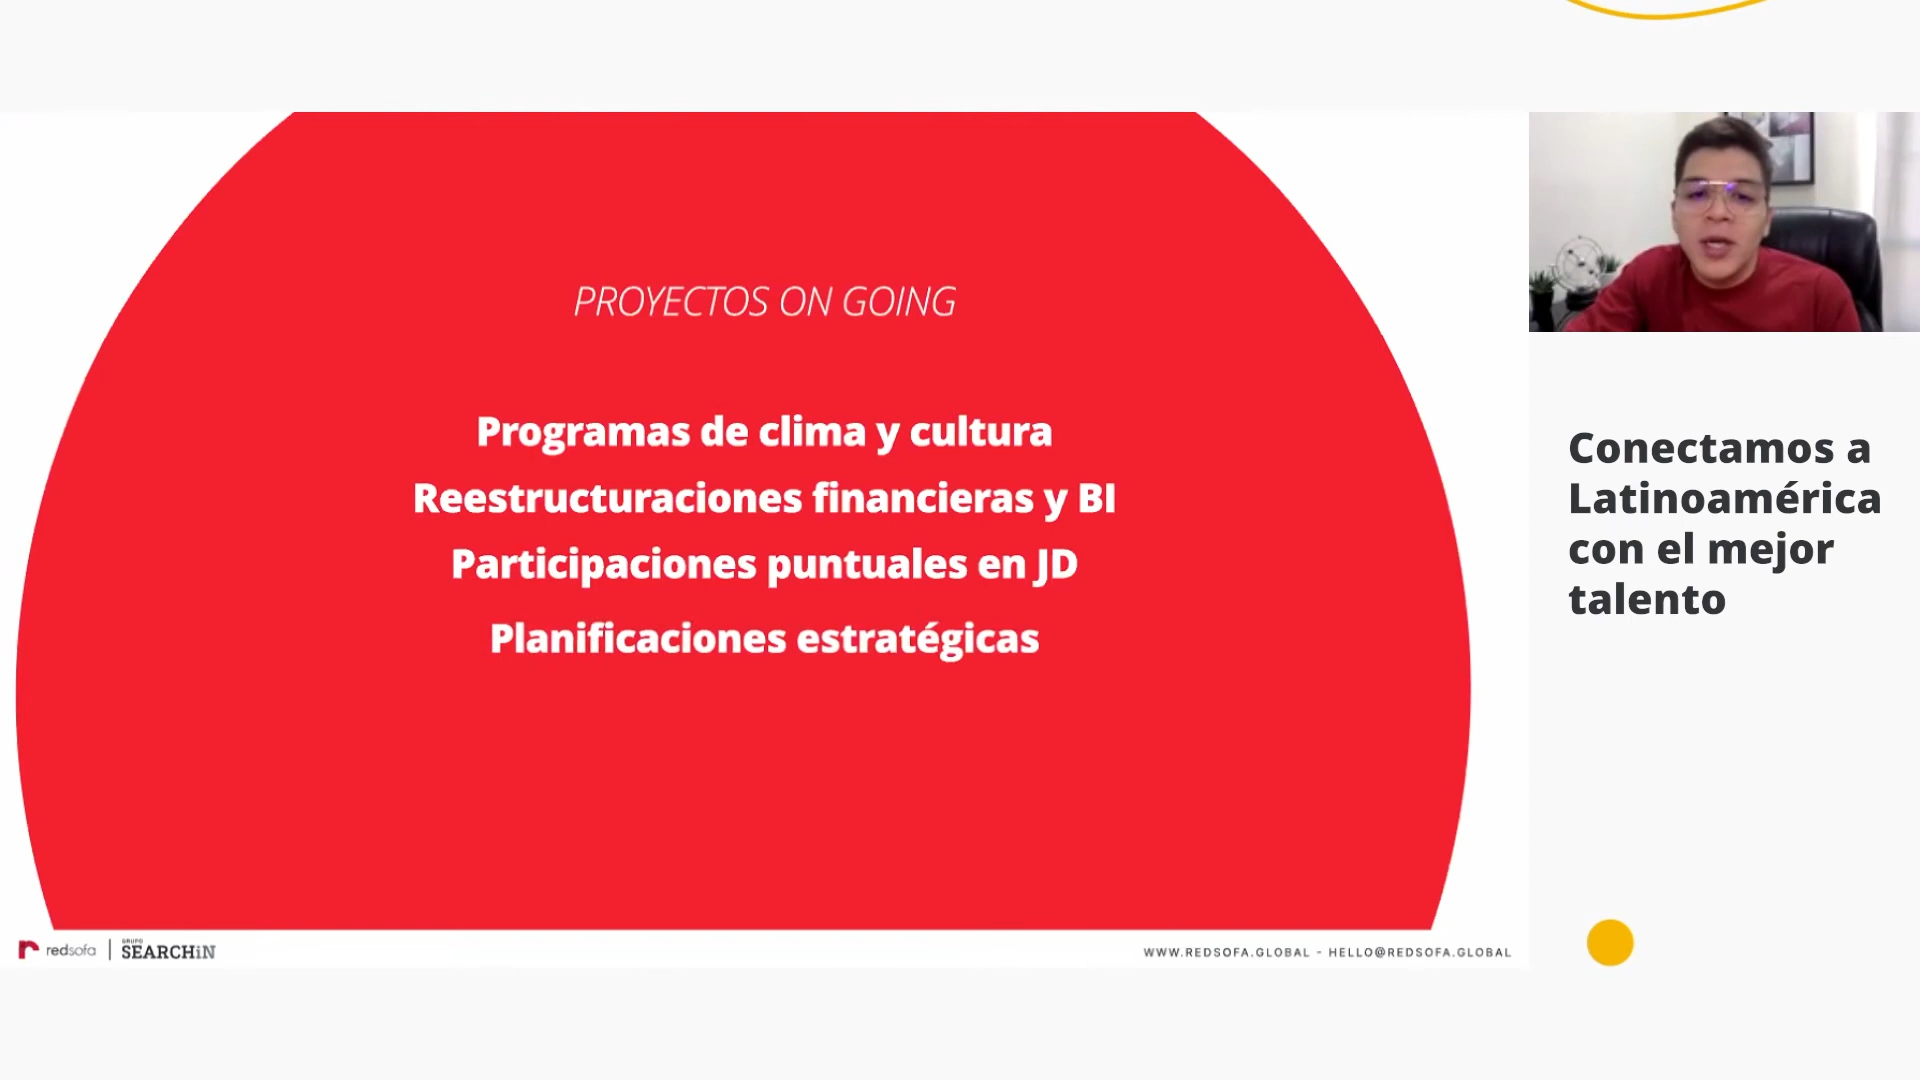 PROYECTOS ON GOING
Programas de clima y cultura
Reestructuraciones financieras y BI
Participaciones puntuales en JD
Planificaciones estratégicas
Conectamos a
Latinoamérica
con el mejor
talento
redsofa
GRUPO
SEARCHiN
WWW.REDSOFA.GLOBAL - HELLO@REDSOFA.GLOBAL